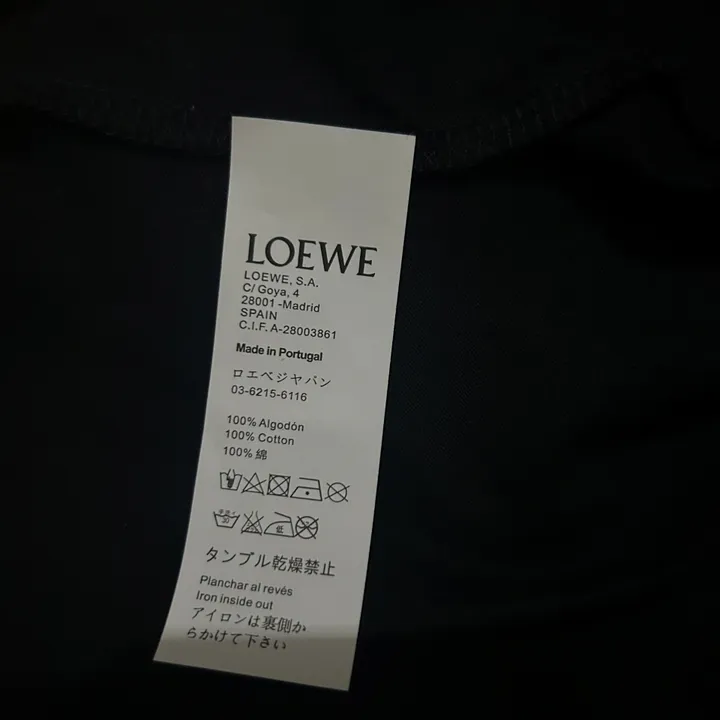 LOEWE
LOEWE, S.A.
C/ Goya, 4
28001 -Madrid
SPAIN
C.I.F. A-28003861
Made in Portugal
ロエベジャパン
03-6215-6116
100% Algodón
100% Cotton
100% 綿
タンブル乾燥禁止
Planchar al revés
Iron inside out
アイロンは裏側か
らかけて下さい